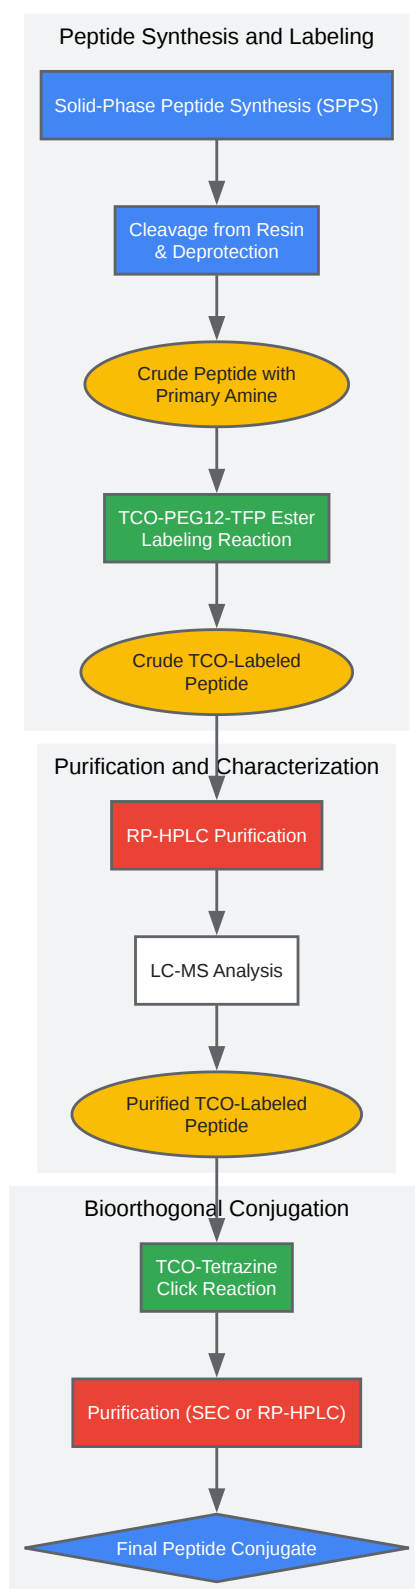 Peptide Synthesis and Labeling
Solid-Phase Peptide Synthesis (SPPS)
Cleavage from Resin
& Deprotection
Crude Peptide with
Primary Amine
TCO-PEG12-TFP Ester
Labeling Reaction
Crude TCO-Labeled
Peptide
Purification and Characterization
RP-HPLC Purification
LC-MS Analysis
Purified TCO-Labeled
Peptide
Bioorthogonal Conjugation
TCO-Tetrazine
Click Reaction
Purification (SEC or RP-HPLC)
Final Peptide Conjugate